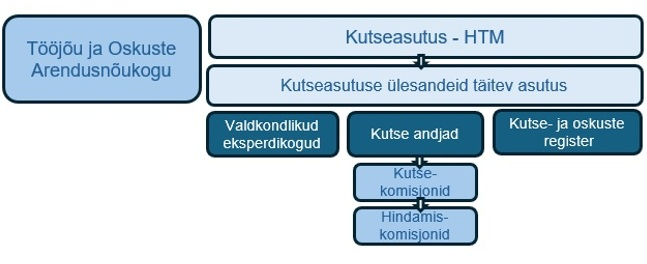 Tööjõu ja Oskuste
Arendusnõukogu
Kutseasutus - HTM
Kutseasutuse ülesandeid täitev asutus
Valdkondlikud
eksperdikogud
Kutse andjad
Kutse- ja oskuste
register
Kutse-
komisjonid
Hindamis-
komisjonid